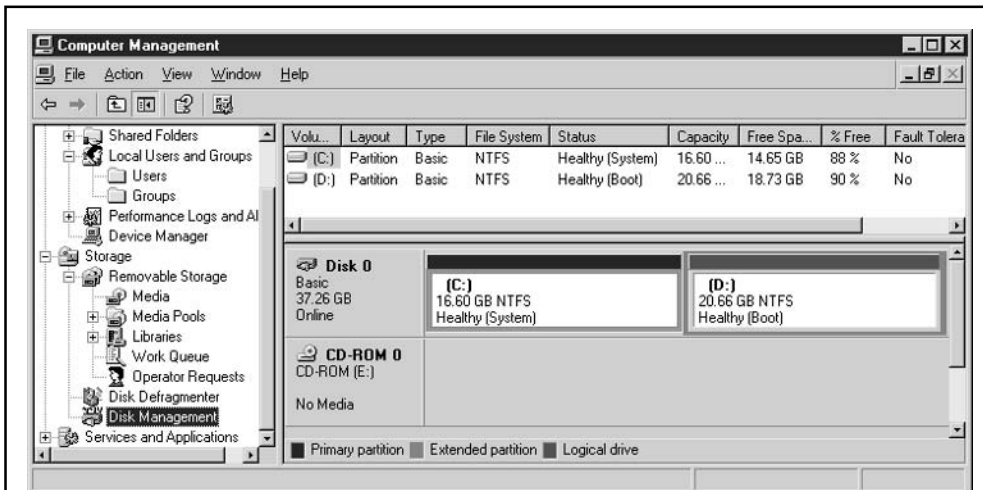 Computer Management
File Action View Window Help
Shared Folders
Local Users and Groups
Users
Groups
Performance Logs and Al
Device Manager
Storage
Removable Storage
Media
Media Pools
Libraries
Work Queue
Operator Requests
Disk Defragmenter
Disk Management
Services and Applications
Volu... Layout Type File System Status Capacity Free Spa... % Free Fault Tolera
(C:) Partition Basic NTFS Healthy (System) 16.60 ... 14.65 GB 88 % No
(D:) Partition Basic NTFS Healthy (Boot) 20.66 ... 18.73 GB 90 % No
Disk 0
Basic
37.26 GB
Online
(C:)
16.60 GB NTFS
Healthy (System)
(D:)
20.66 GB NTFS
Healthy (Boot)
CD-ROM 0
CD-ROM (E:)
No Media
Primary partition Extended partition Logical drive